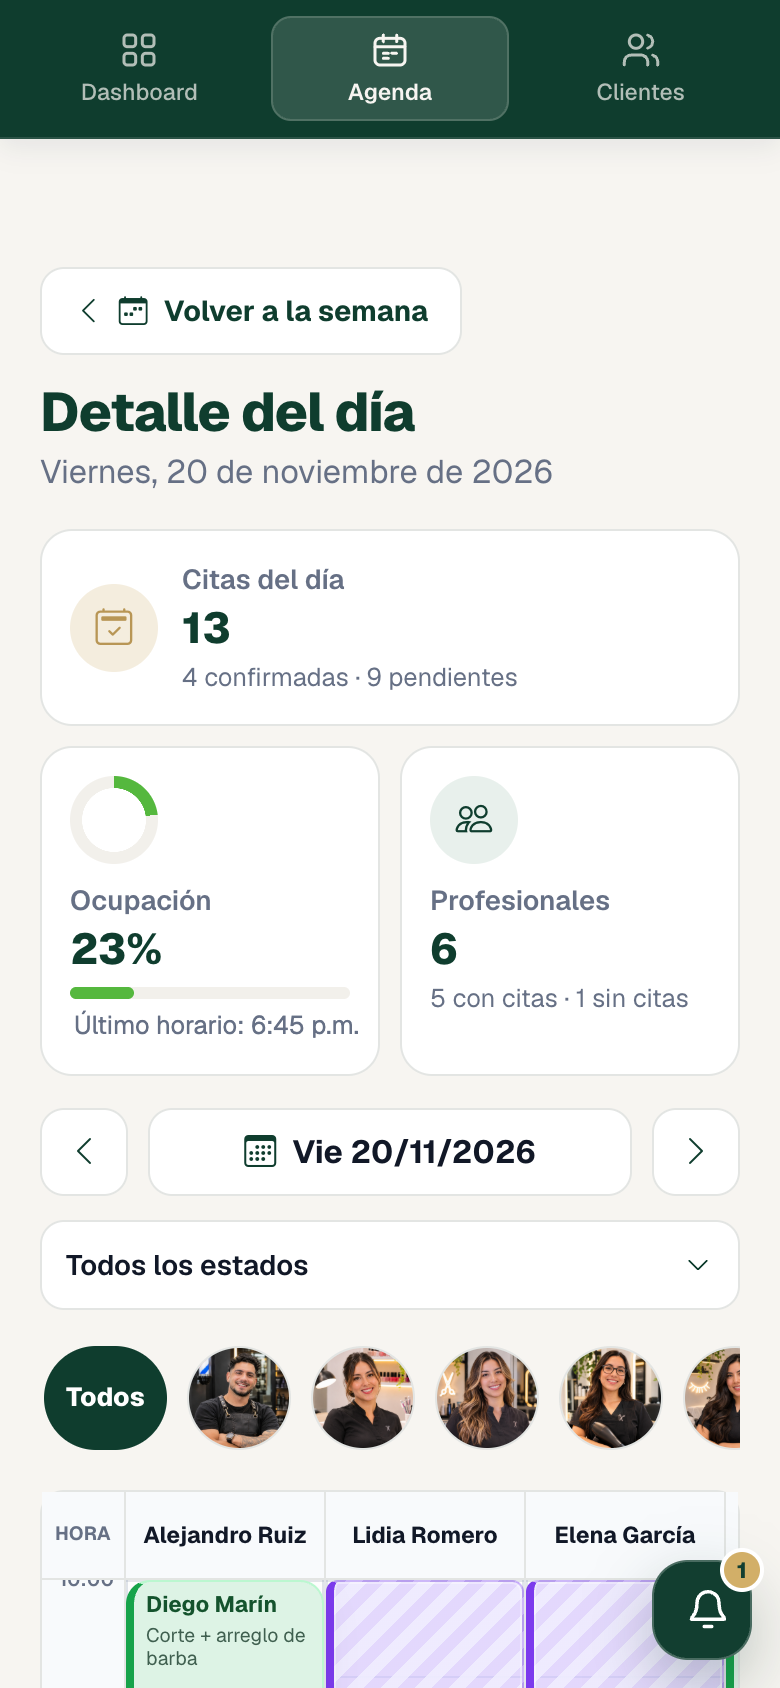 Dashboard
Agenda
Clientes
Volver a la semana
Detalle del día
Viernes, 20 de noviembre de 2026
Citas del día
13
4 confirmadas · 9 pendientes
Ocupación
23%
Último horario: 6:45 p.m.
Profesionales
6
5 con citas · 1 sin citas
Vie 20/11/2026
Todos los estados
Todos
HORA
Alejandro Ruiz
Lidia Romero
Elena García
1
Diego Marín
Corte + arreglo de
barba